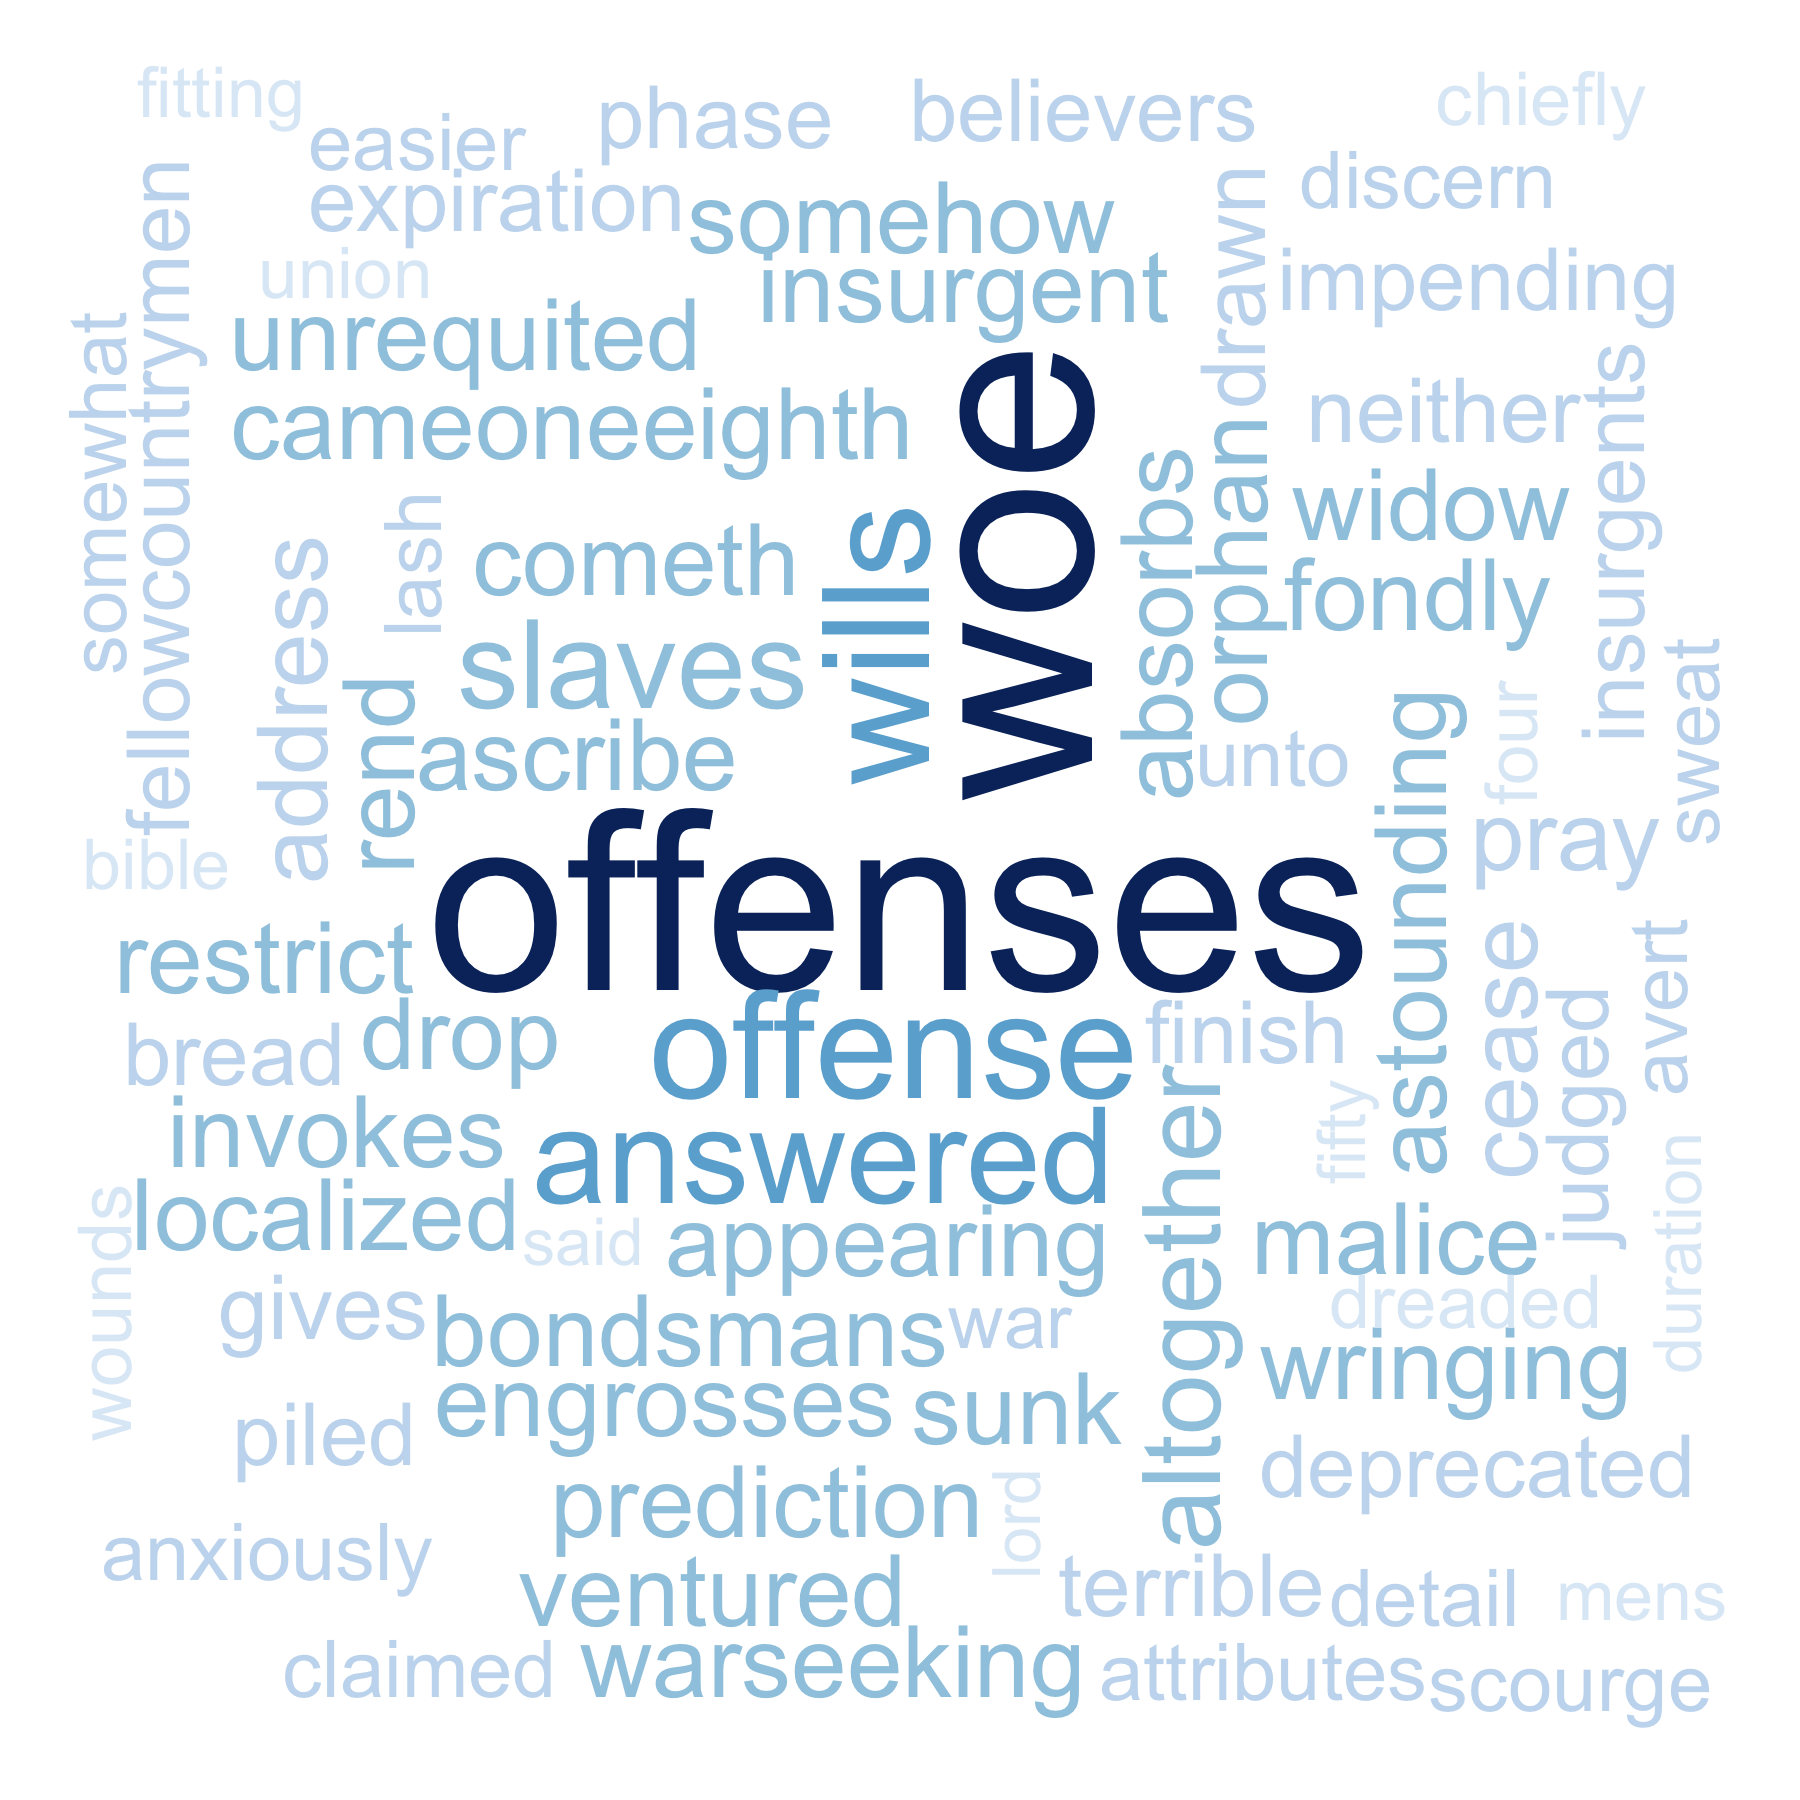 fitting
chiefly
easier
phase
believers
discern
expiration
somehow
drawn
union
insurgent
impending
fellowcountrymen
somewhat
unrequited
woe
insurgents
cameoneeighth
neither
lash
wills
absorbs
orphan
widow
cometh
fondly
address
slaves
sweat
rend
ascribe
unto
astounding
four
bible
offenses
pray
restrict
avert
drop
offense
finish
cease
judged
bread
invokes
answered
altogether
fifty
duration
wounds
localized
said
appearing
malice
gives
bondsmans
war
dreaded
engrosses
sunk
wringing
piled
prediction
lord
deprecated
anxiously
ventured
terrible
detail
mens
claimed
warseeking
attributes
scourge